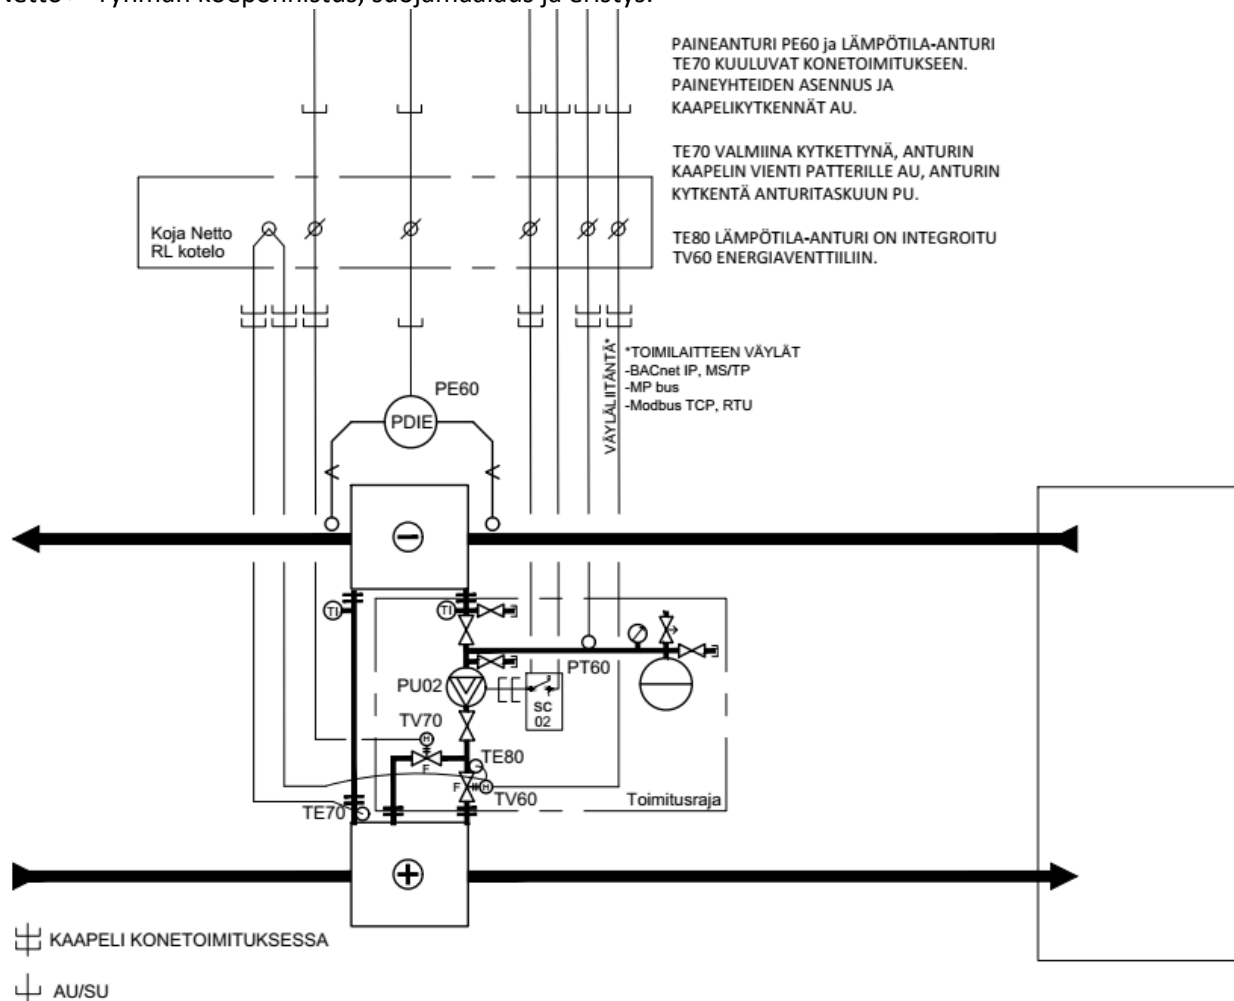 Netto+ -ryhmän koeponnistus, suojamaalaus ja eristys.
PAINEANTURI PE60 ja LÄMPÖTILA-ANTURI
TE70 KUULUVAT KONETOIMITUKSEEN.
PAINEYHTEIDEN ASENNUS JA
KAAPELIKYTKENNÄT AU.
TE70 VALMIINA KYTKETTYNÄ, ANTURIN
KAAPELIN VIENTI PATTERILLE AU, ANTURIN
KYTKENTÄ ANTURITASKUUN PU.
TE80 LÄMPÖTILA-ANTURI ON INTEGROITU
TV60 ENERGIAVENTTIILIIN.
Koja Netto
RL kotelo
VÄYLÄLIITÄNTÄ*
*TOIMILAITTEEN VÄYLÄT
-BACnet IP, MS/TP
-MP bus
-Modbus TCP, RTU
PE60
PDIE
TI
TI
PT60
PU02
SC
02
TV70
H
F
TE80
F
H
TV60
TE70
Toimitusraja
KAAPELI KONETOIMITUKSESSA
AU/SU